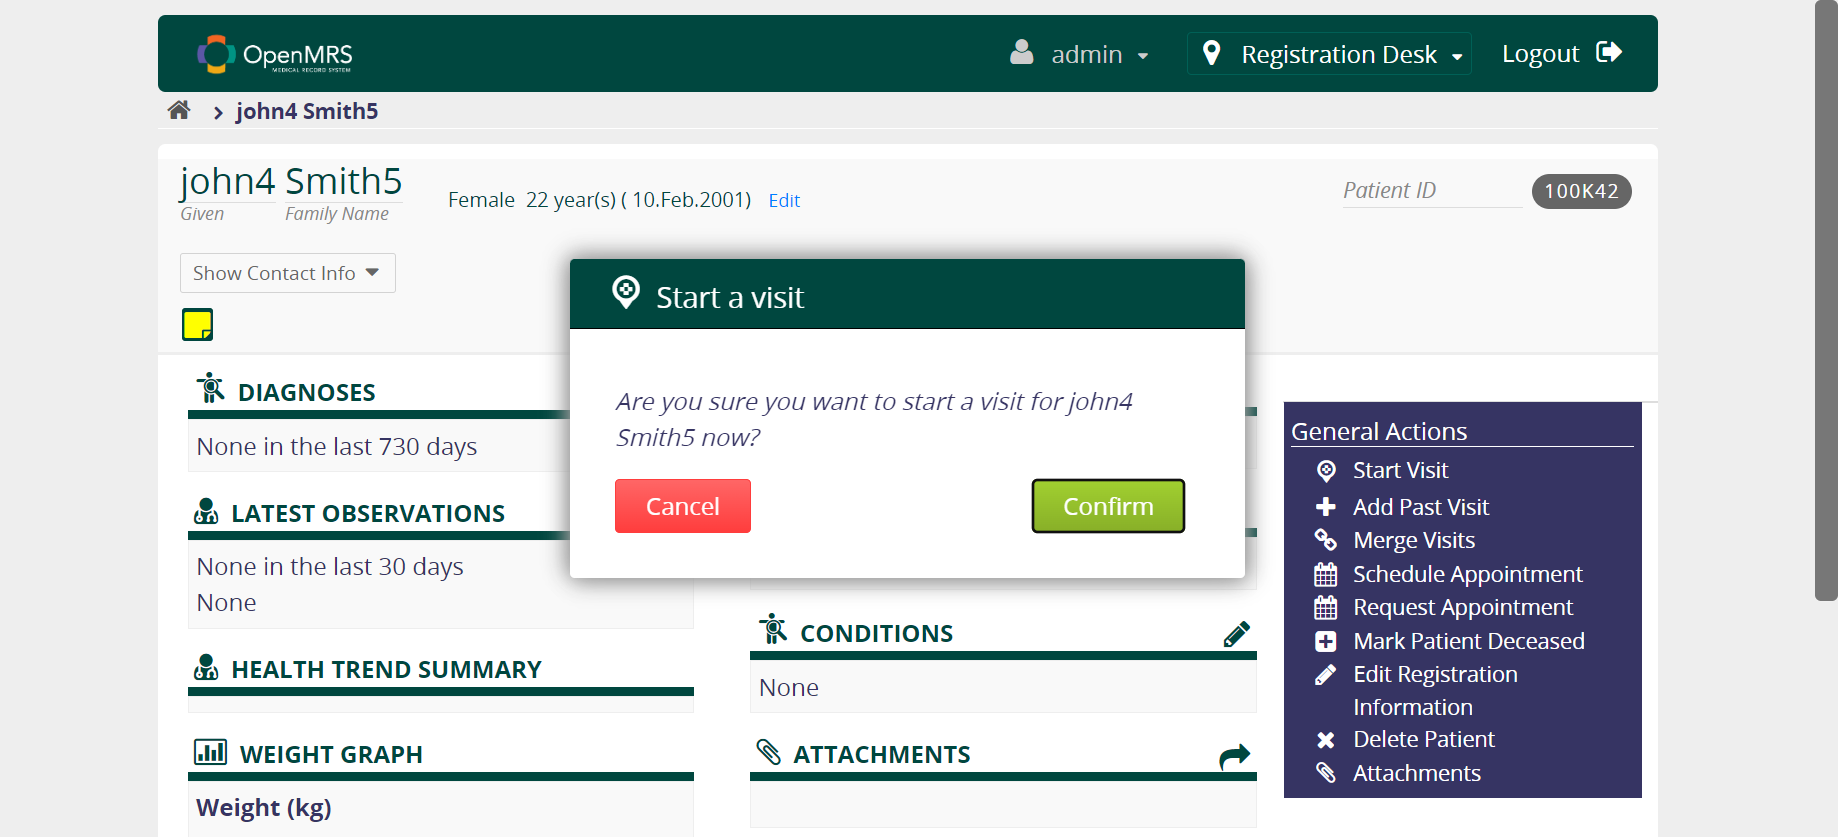 OpenMRS
MEDICAL RECORD SYSTEM
admin
Registration Desk
Logout
john4 Smith5
john4 Smith5
Given
Family Name
Female 22 year(s) ( 10.Feb.2001) Edit
Patient ID
100K42
Show Contact Info
Start a visit
Are you sure you want to start a visit for john4
Smith5 now?
Cancel
Confirm
DIAGNOSES
None in the last 730 days
LATEST OBSERVATIONS
None in the last 30 days
None
HEALTH TREND SUMMARY
WEIGHT GRAPH
Weight (kg)
CONDITIONS
None
ATTACHMENTS
General Actions
Start Visit
Add Past Visit
Merge Visits
Schedule Appointment
Request Appointment
Mark Patient Deceased
Edit Registration
Information
Delete Patient
Attachments